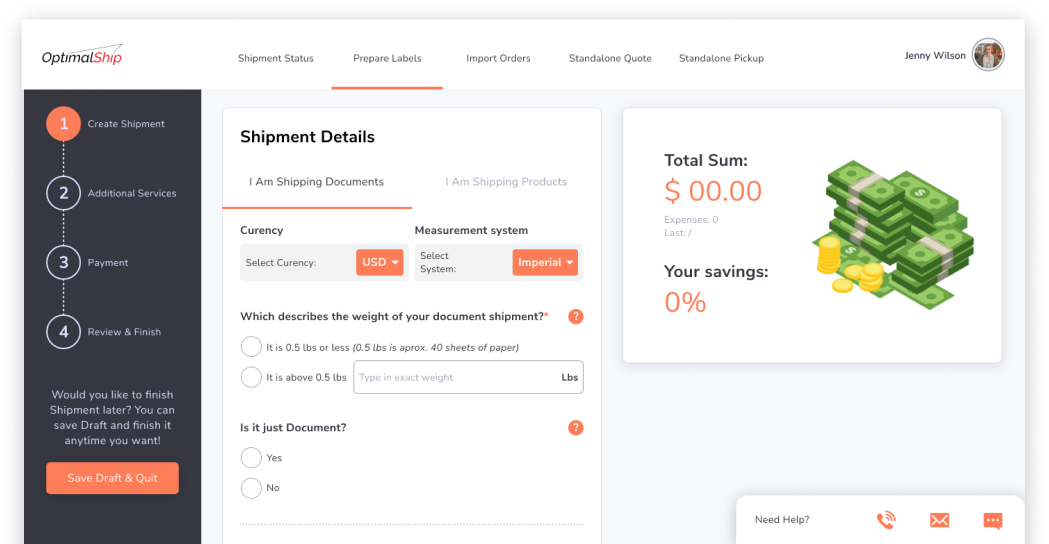 OptimalShip
Shipment Status
Prepare Labels
Import Orders
Standalone Quote
Standalone Pickup
Jenny Wilson
1
Create Shipment
2
Additional Services
3
Payment
4
Review & Finish
Would you like to finish
Shipment later? You can
save Draft and finish it
anytime you want!
Save Draft & Quit
Shipment Details
I Am Shipping Documents
I Am Shipping Products
Curency
Measurement system
Select Curency:
USD
Select
System:
Imperial
Which describes the weight of your document shipment?*
?
It is 0.5 lbs or less (0.5 lbs is aprox. 40 sheets of paper)
It is above 0.5 lbs
Type in exact weight
Lbs
Is it just Document?
?
Yes
No
Total Sum:
$ 00.00
Expenses: 0
Last: /
Your savings:
0%
Need Help?